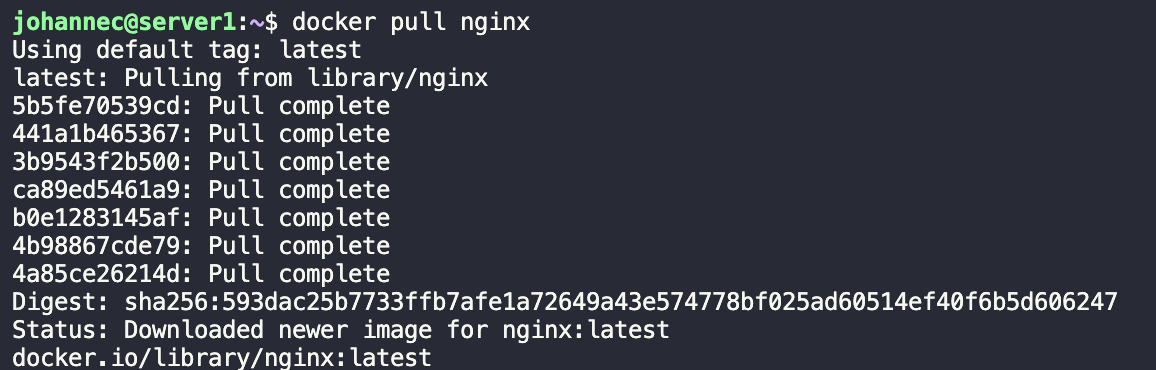 johannec@server1:~$ docker pull nginx
Using default tag: latest
latest: Pulling from library/nginx
5b5fe70539cd: Pull complete
441a1b465367: Pull complete
3b9543f2b500: Pull complete
ca89ed5461a9: Pull complete
b0e1283145af: Pull complete
4b98867cde79: Pull complete
4a85ce26214d: Pull complete
Digest: sha256:593dac25b7733ffb7afe1a72649a43e574778bf025ad60514ef40f6b5d606247
Status: Downloaded newer image for nginx:latest
docker.io/library/nginx:latest